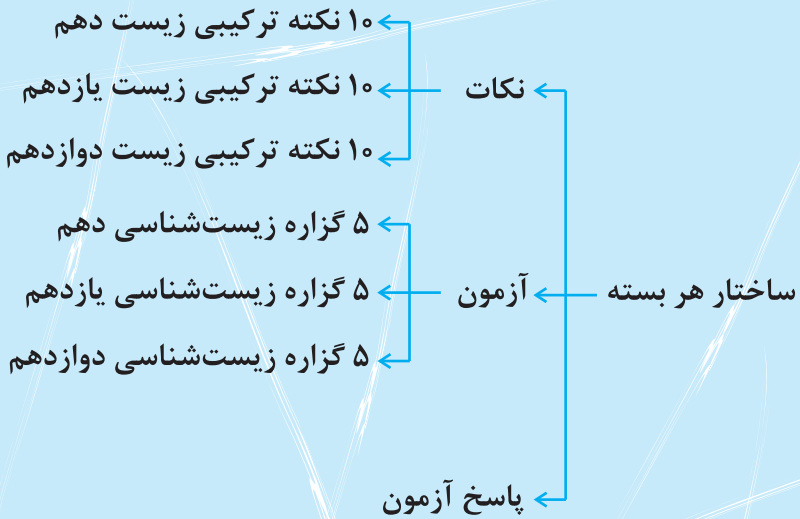 ساختار هر بسته
نکات
۱۰ نکته ترکیبی زیست دهم
۱۰ نکته ترکیبی زیست یازدهم
۱۰ نکته ترکیبی زیست دوازدهم
آزمون
۵ گزاره زیست‌شناسی دهم
۵ گزاره زیست‌شناسی یازدهم
۵ گزاره زیست‌شناسی دوازدهم
پاسخ آزمون